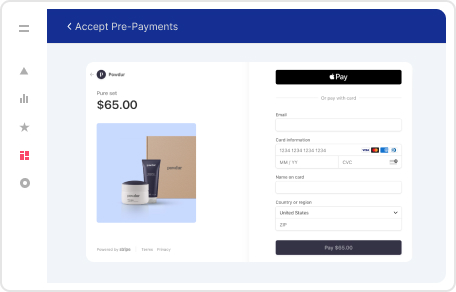 Accept Pre-Payments
P Powdur
Pure set
$65.00
powdur
Powered by stripe Terms Privacy
Pay
Or pay with card
Email
Card information
1234 1234 1234 1234 VISA
MM / YY CVC
Name on card
Country or region
United States
ZIP
Pay $65.00